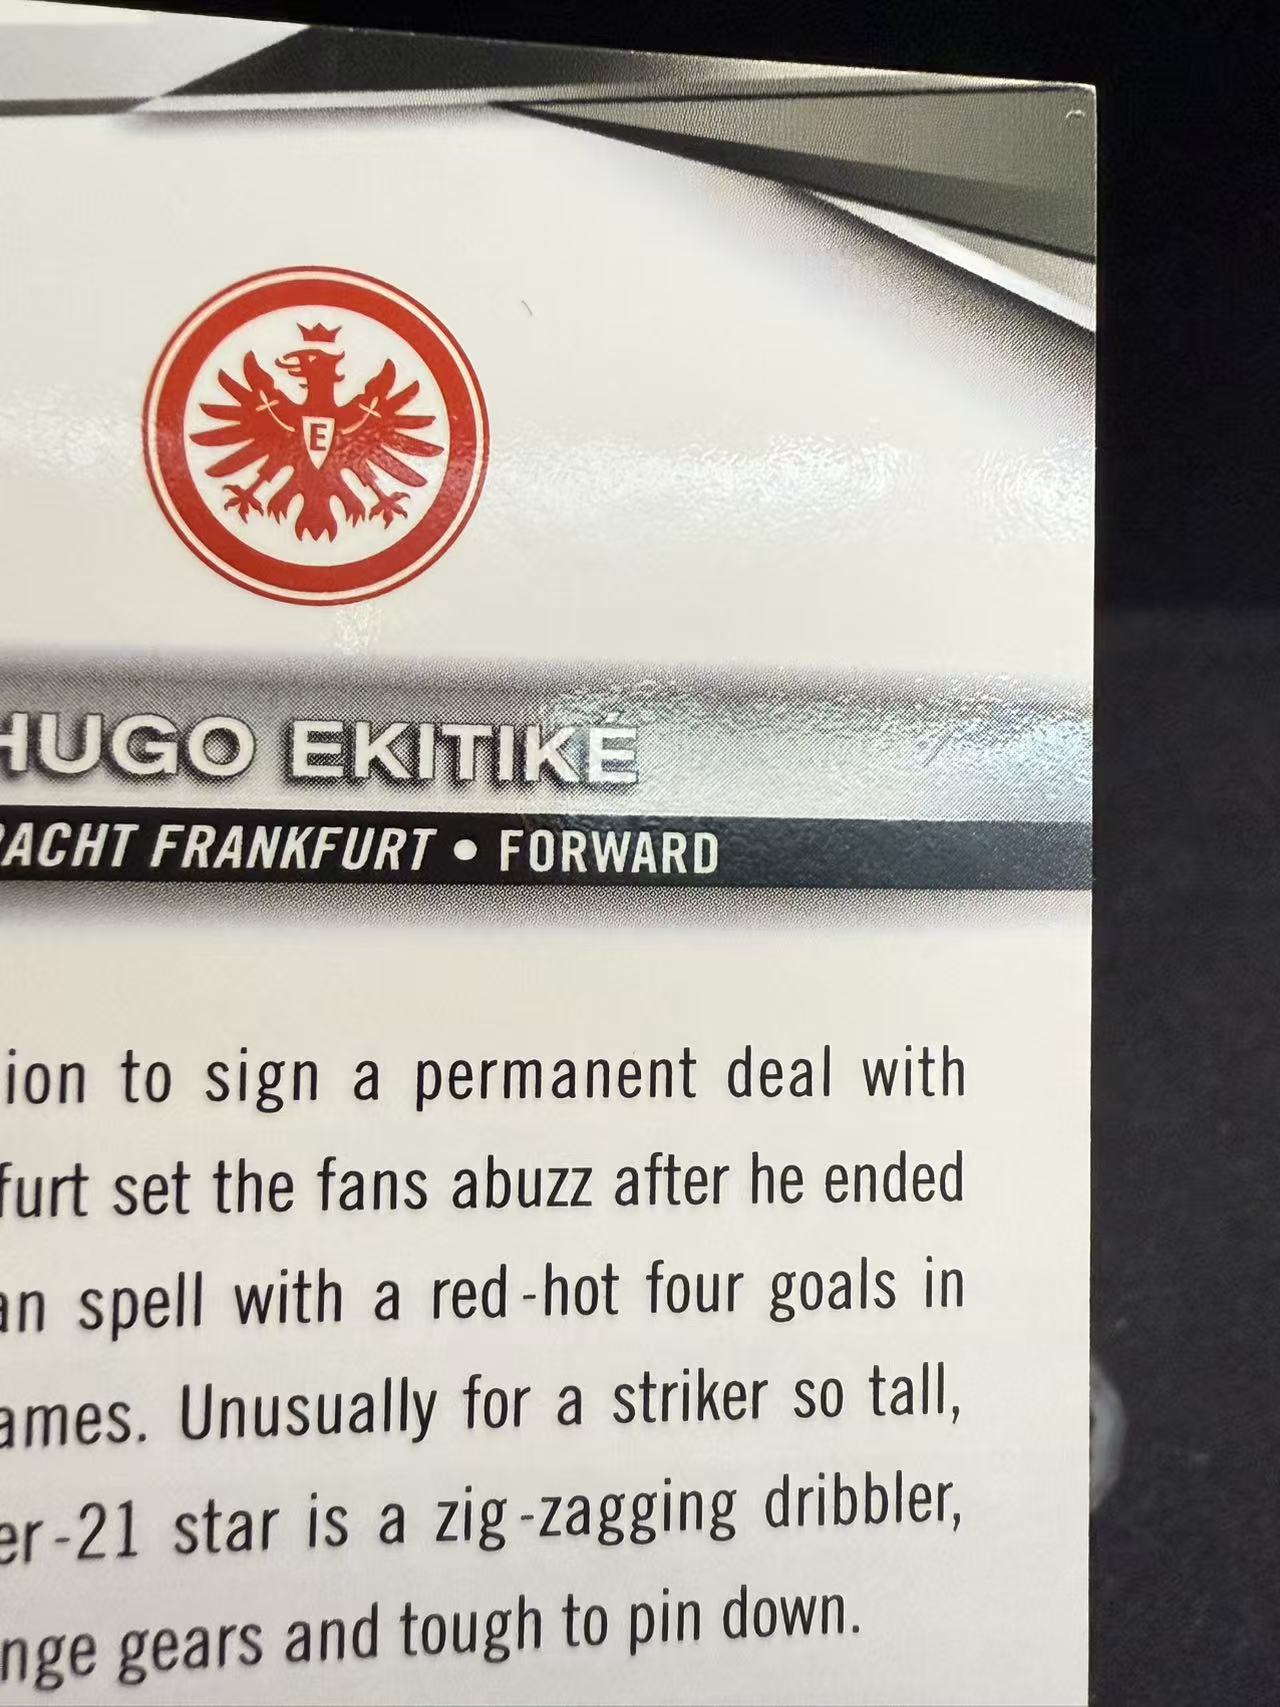 E
HUGO EKITIKÉ
ACHT FRANKFURT • FORWARD
ion to sign a permanent deal with
furt set the fans abuzz after he ended
an spell with a red-hot four goals in
ames. Unusually for a striker so tall,
er-21 star is a zig-zagging dribbler,
nge gears and tough to pin down.